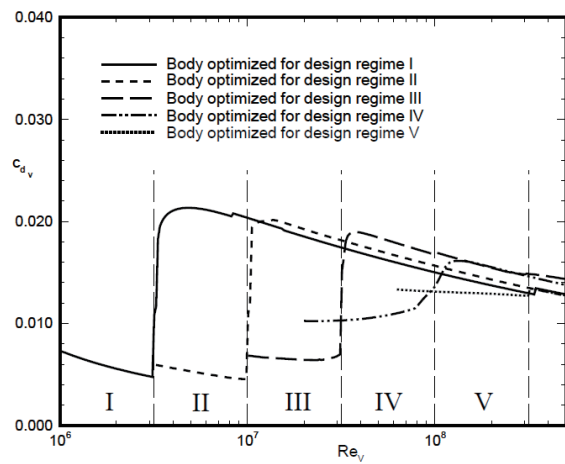 0.040
Body optimized for design regime I
Body optimized for design regime II
Body optimized for design regime III
Body optimized for design regime IV
Body optimized for design regime V
0.030
c_{d_v}
0.020
0.010
I II III IV V
0.000
10^6 10^7 Re_V 10^8